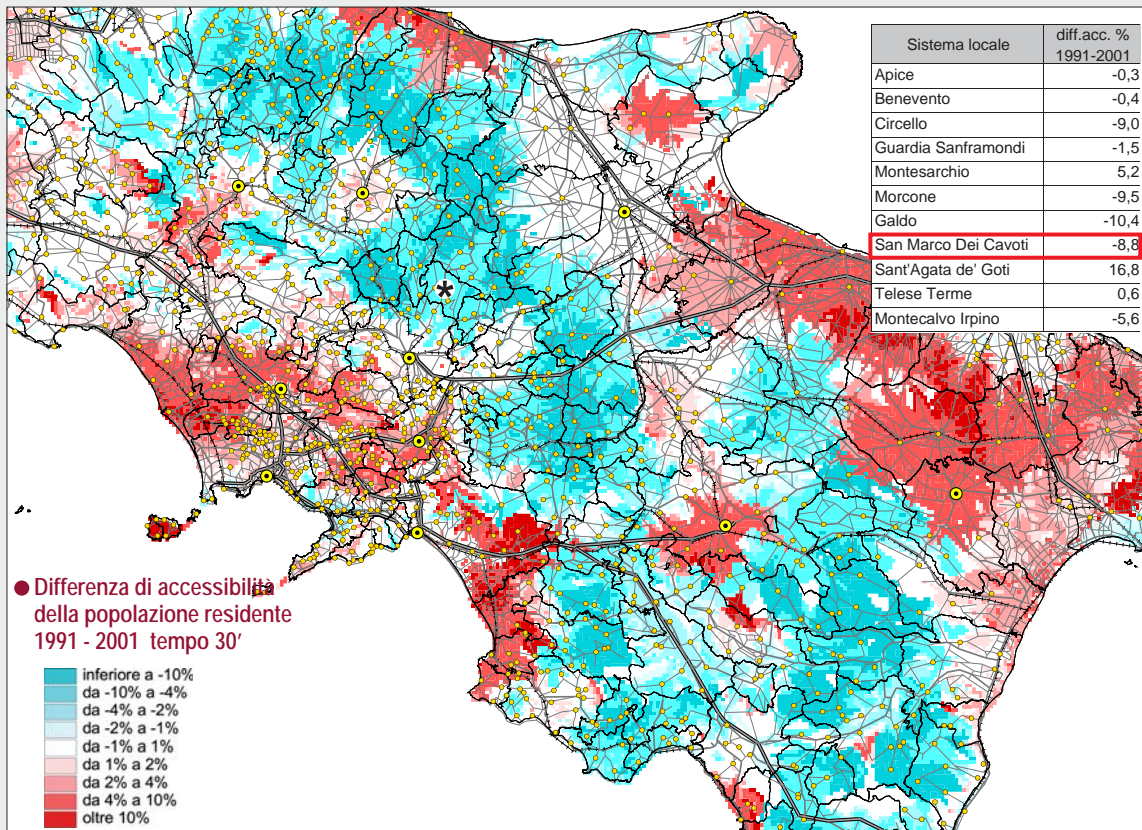 Sistema locale diff.acc. % 1991-2001
Apice -0,3
Benevento -0,4
Circello -9,0
Guardia Sanframondi -1,5
Montesarchio 5,2
Morcone -9,5
Galdo -10,4
San Marco Dei Cavoti -8,8
Sant'Agata de' Goti 16,8
Telese Terme 0,6
Montecalvo Irpino -5,6
*
● Differenza di accessibilità
della popolazione residente
1991 - 2001 tempo 30'
inferiore a -10%
da -10% a -4%
da -4% a -2%
da -2% a -1%
da -1% a 1%
da 1% a 2%
da 2% a 4%
da 4% a 10%
oltre 10%